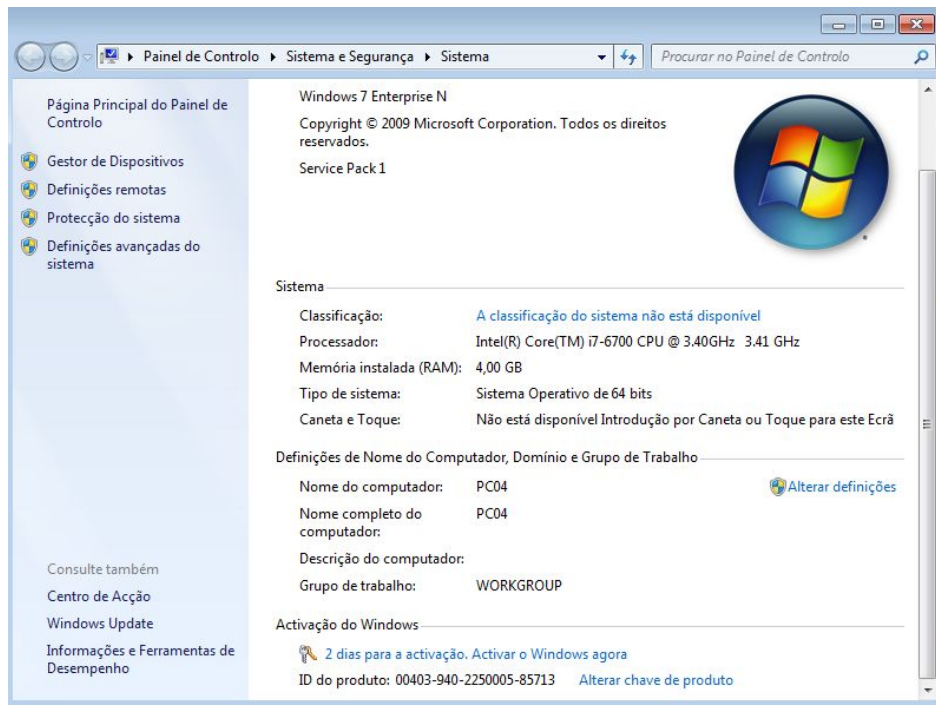 Painel de Controlo ▸ Sistema e Segurança ▸ Sistema
Procurar no Painel de Controlo
Página Principal do Painel de
Controlo
Gestor de Dispositivos
Definições remotas
Protecção do sistema
Definições avançadas do
sistema
Consulte também
Centro de Acção
Windows Update
Informações e Ferramentas de
Desempenho
Windows 7 Enterprise N
Copyright © 2009 Microsoft Corporation. Todos os direitos
reservados.
Service Pack 1
Sistema
Classificação: A classificação do sistema não está disponível
Processador: Intel(R) Core(TM) i7-6700 CPU @ 3.40GHz 3.41 GHz
Memória instalada (RAM): 4,00 GB
Tipo de sistema: Sistema Operativo de 64 bits
Caneta e Toque: Não está disponível Introdução por Caneta ou Toque para este Ecrã
Definições de Nome do Computador, Domínio e Grupo de Trabalho
Nome do computador: PC04
Alterar definições
Nome completo do PC04
computador:
Descrição do computador:
Grupo de trabalho: WORKGROUP
Activação do Windows
2 dias para a activação. Activar o Windows agora
ID do produto: 00403-940-2250005-85713 Alterar chave de produto